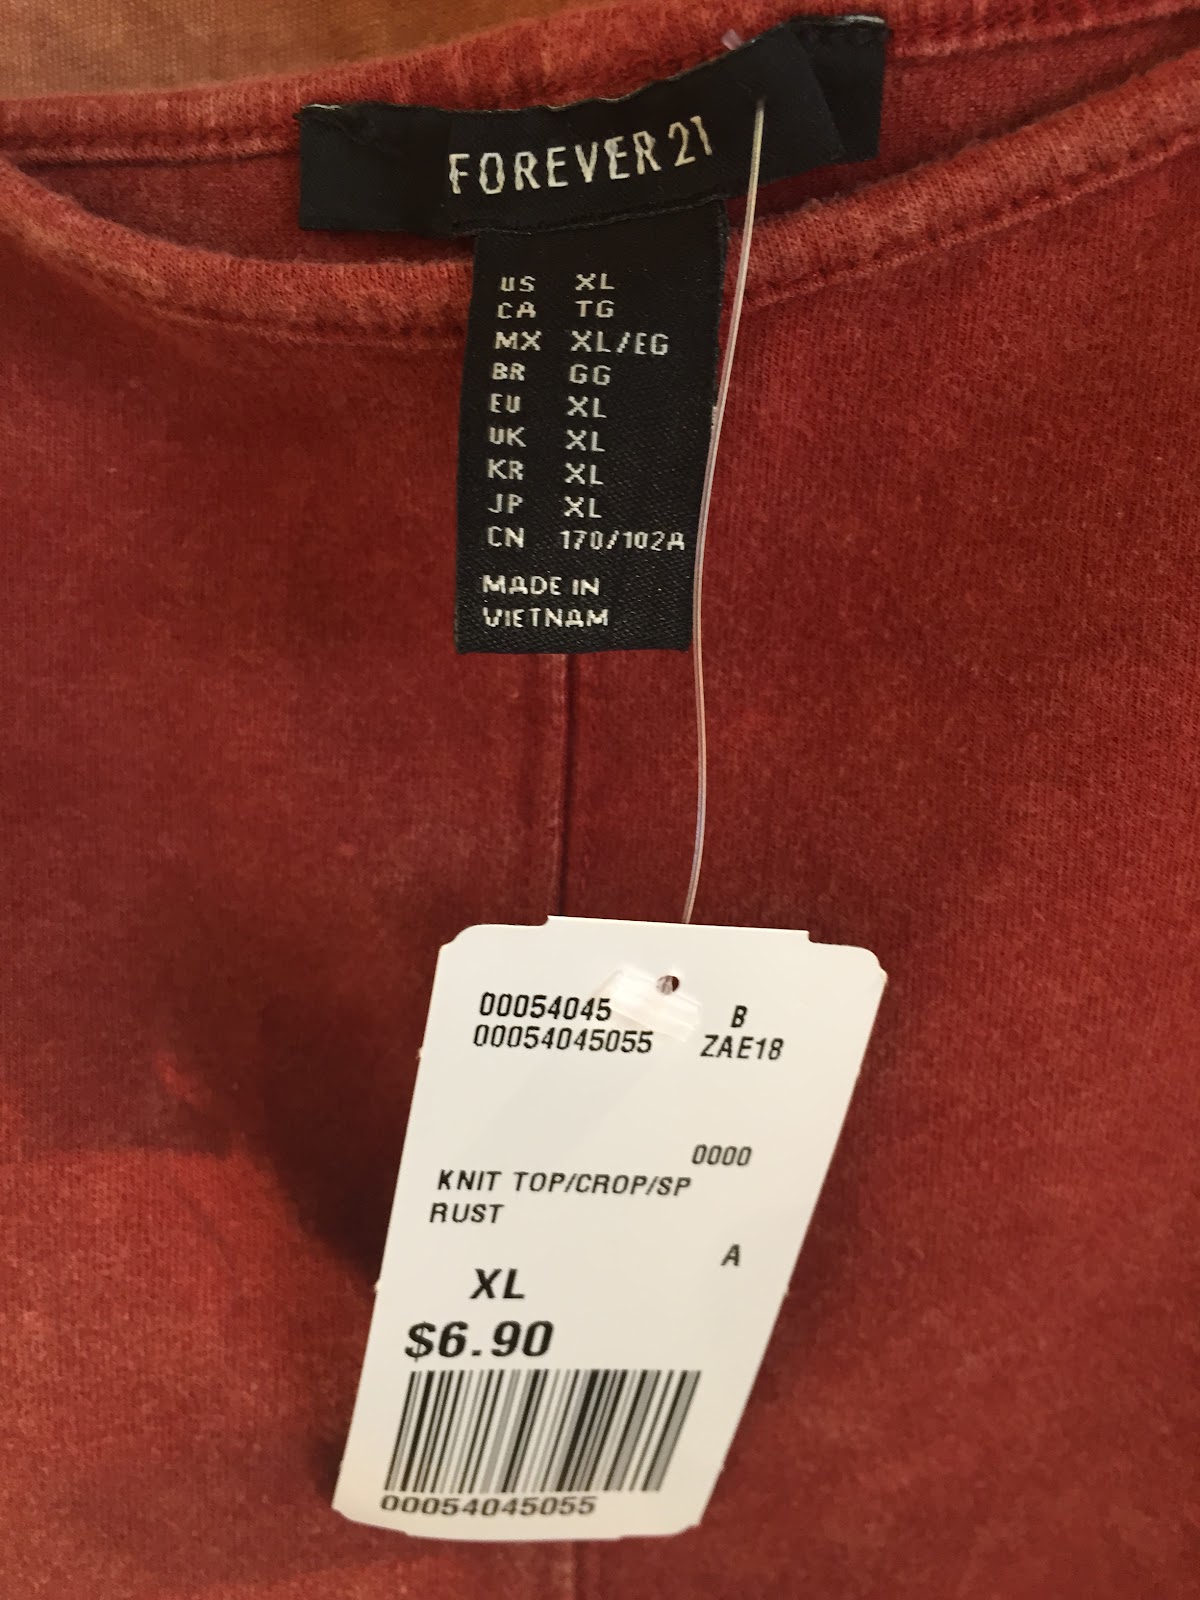 FOREVER 21
US XL
CA TG
MX XL/EG
BR GG
EU XL
UK XL
KR XL
JP XL
CN 170/102A
MADE IN
VIETNAM
00054045 B
00054045055 ZAE18
0000
KNIT TOP/CROP/SP
RUST
A
XL
$6.90
00054045055